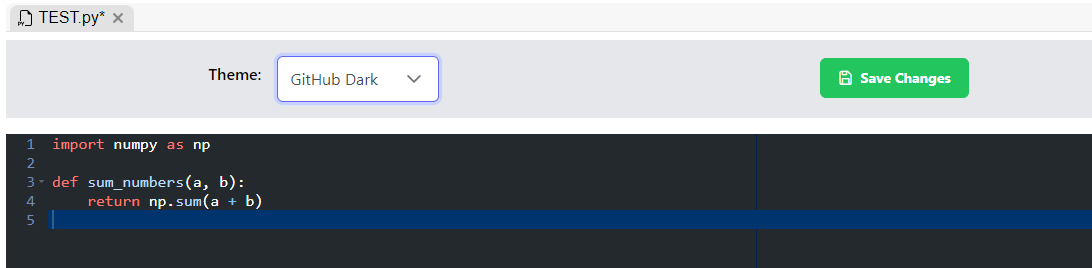 TEST.py*
Theme:
GitHub Dark
Save Changes
1 import numpy as np
2
3 def sum_numbers(a, b):
4     return np.sum(a + b)
5